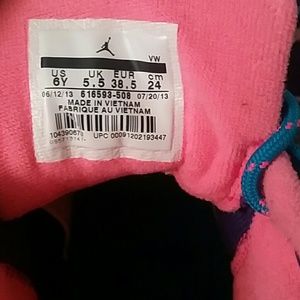 VW
US UK EUR cm
6Y 5.5 38.5 24
06/12/13 616593-508 07/20/13
MADE IN VIETNAM
FABRIQUE AU VIETNAM
UPC 00091202193447